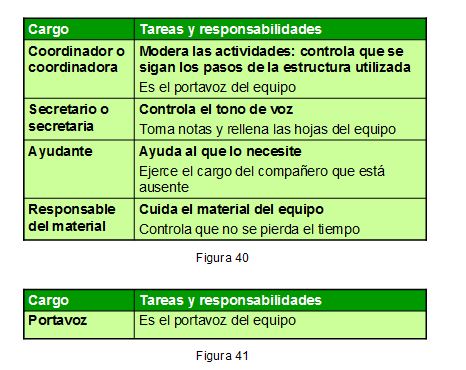 Cargo Tareas y responsabilidades
Coordinador o Modera las actividades: controla que se
coordinadora sigan los pasos de la estructura utilizada
Es el portavoz del equipo
Secretario o Controla el tono de voz
secretaria Toma notas y rellena las hojas del equipo
Ayudante Ayuda al que lo necesite
Ejerce el cargo del compañero que está
ausente
Responsable Cuida el material del equipo
del material Controla que no se pierda el tiempo
Figura 40
Cargo Tareas y responsabilidades
Portavoz Es el portavoz del equipo
Figura 41